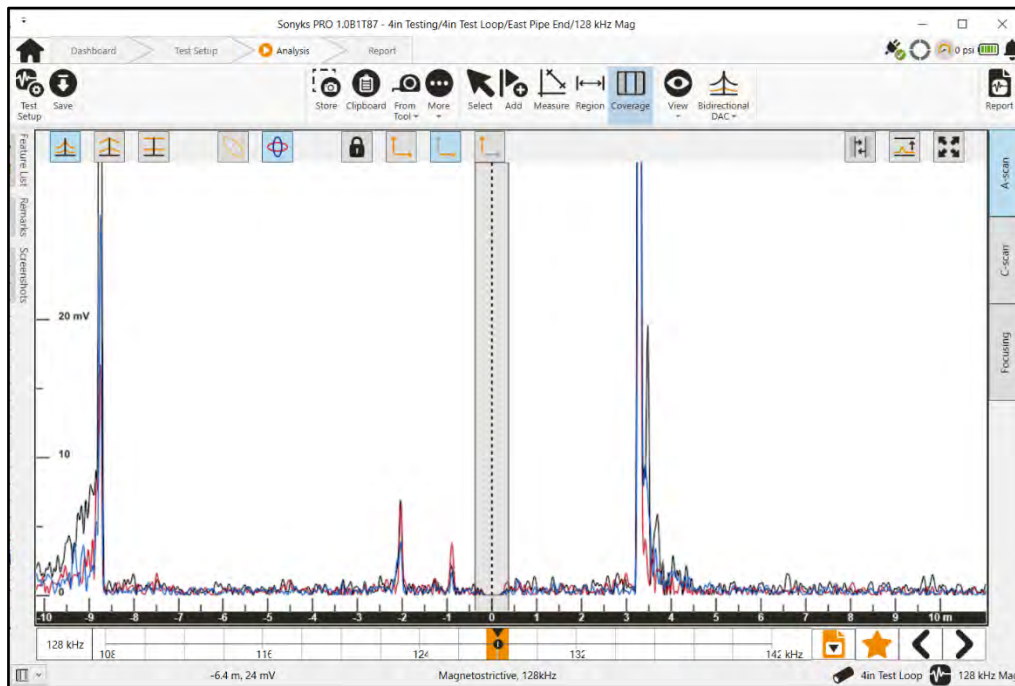 Sonyks PRO 1.0B1T87 - 4in Testing/4in Test Loop/East Pipe End/128 kHz Mag
Dashboard Test Setup Analysis Report
0 psi
Test Setup Save Store Clipboard From Tool More Select Add Measure Region Coverage View Bidirectional DAC Report
Feature List
Remarks
Screenshots
A-scan
C-scan
Focusing
20 mV
10
0
-10 -9 -8 -7 -6 -5 -4 -3 -2 -1 0 1 2 3 4 5 6 7 8 9 10 m
128 kHz 108 116 124 132 142 kHz
-6.4 m, 24 mV Magnetostrictive, 128kHz 4in Test Loop 128 kHz Mag